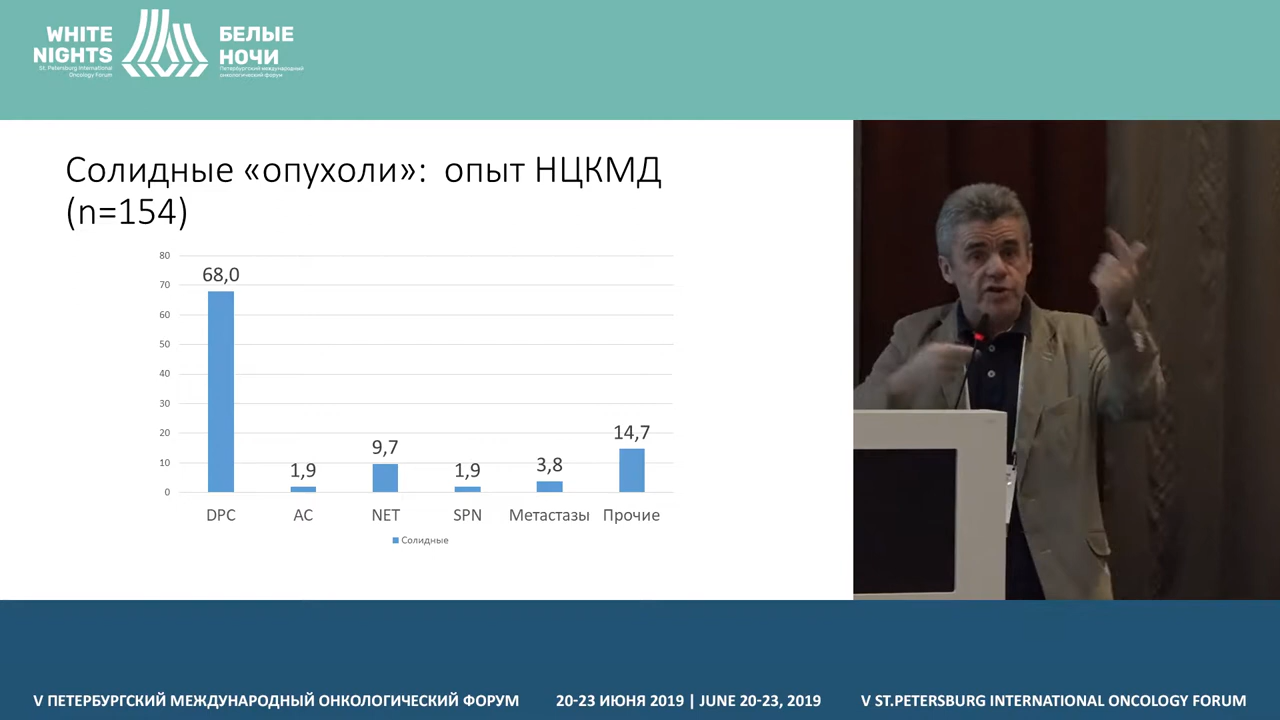 WHITE
NIGHTS
St. Petersburg International
Oncology Forum
БЕЛЫЕ
НОЧИ
Петербургский международный
онкологический форум
Солидные «опухоли»: опыт НЦКМД
(n=154)
80
70
60
50
40
30
20
10
0
68,0
1,9
9,7
1,9
3,8
14,7
DPC
AC
NET
SPN
Метастазы
Прочие
Солидные
V ПЕТЕРБУРГСКИЙ МЕЖДУНАРОДНЫЙ ОНКОЛОГИЧЕСКИЙ ФОРУМ
20-23 ИЮНЯ 2019 | JUNE 20-23, 2019
V ST.PETERSBURG INTERNATIONAL ONCOLOGY FORUM